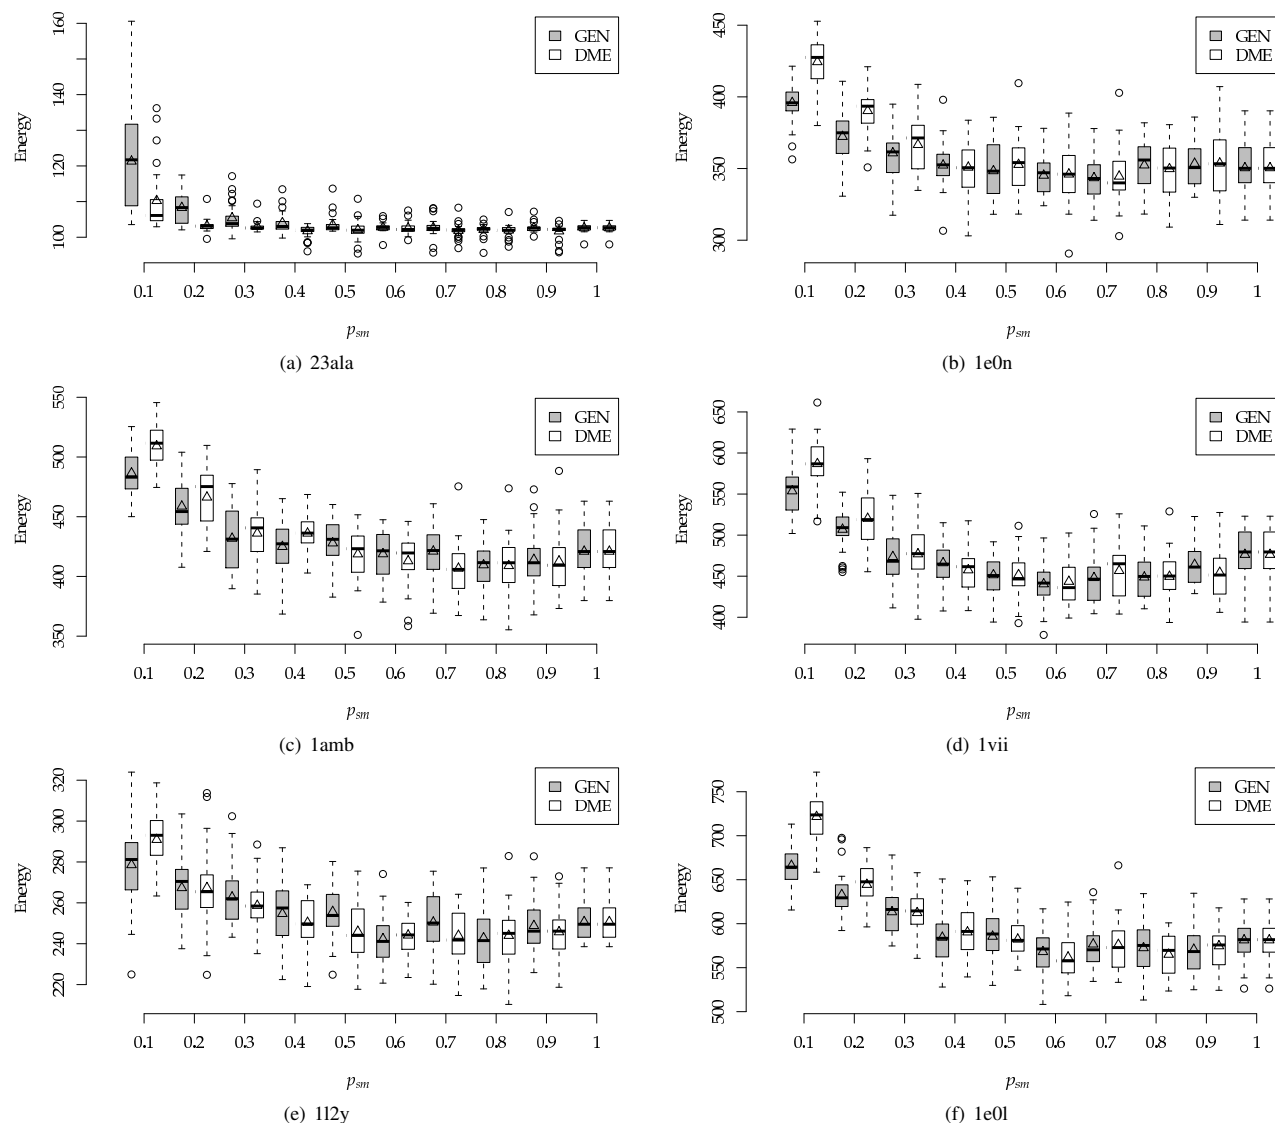 Energy
100 120 140 160
GEN
DME
0.1 0.2 0.3 0.4 0.5 0.6 0.7 0.8 0.9 1
p_sm
(a) 23ala
Energy
300 350 400 450
GEN
DME
0.1 0.2 0.3 0.4 0.5 0.6 0.7 0.8 0.9 1
p_sm
(b) 1e0n
Energy
350 400 450 500 550
GEN
DME
0.1 0.2 0.3 0.4 0.5 0.6 0.7 0.8 0.9 1
p_sm
(c) 1amb
Energy
400 450 500 550 600 650
GEN
DME
0.1 0.2 0.3 0.4 0.5 0.6 0.7 0.8 0.9 1
p_sm
(d) 1vii
Energy
220 240 260 280 300 320
GEN
DME
0.1 0.2 0.3 0.4 0.5 0.6 0.7 0.8 0.9 1
p_sm
(e) 1l2y
Energy
500 550 600 650 700 750
GEN
DME
0.1 0.2 0.3 0.4 0.5 0.6 0.7 0.8 0.9 1
p_sm
(f) 1e0l